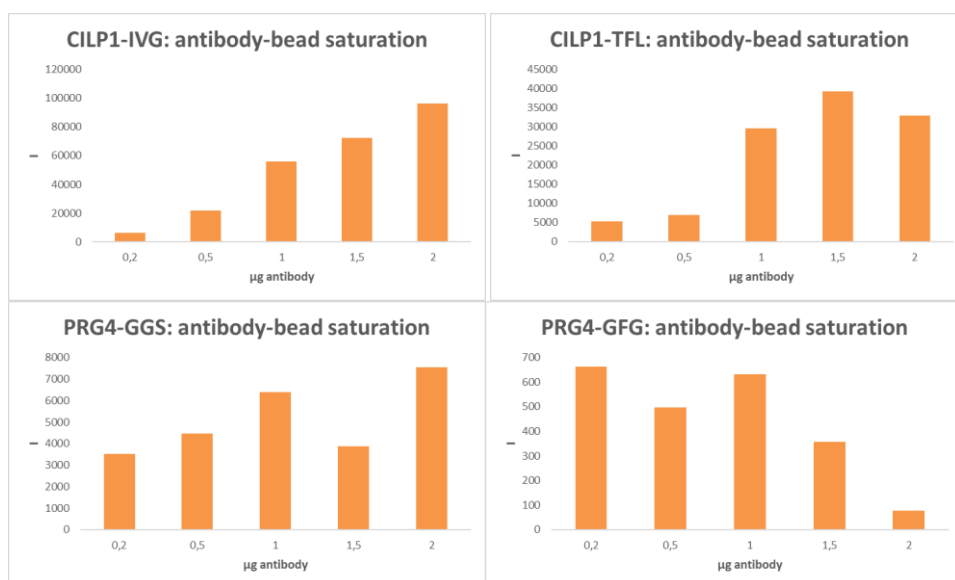 CILP1-IVG: antibody-bead saturation
120000
100000
80000
60000
40000
20000
0
I
0,2 0,5 1 1,5 2
µg antibody
CILP1-TFL: antibody-bead saturation
45000
40000
35000
30000
25000
20000
15000
10000
5000
0
I
0,2 0,5 1 1,5 2
µg antibody
PRG4-GGS: antibody-bead saturation
8000
7000
6000
5000
4000
3000
2000
1000
0
I
0,2 0,5 1 1,5 2
µg antibody
PRG4-GFG: antibody-bead saturation
700
600
500
400
300
200
100
0
I
0,2 0,5 1 1,5 2
µg antibody